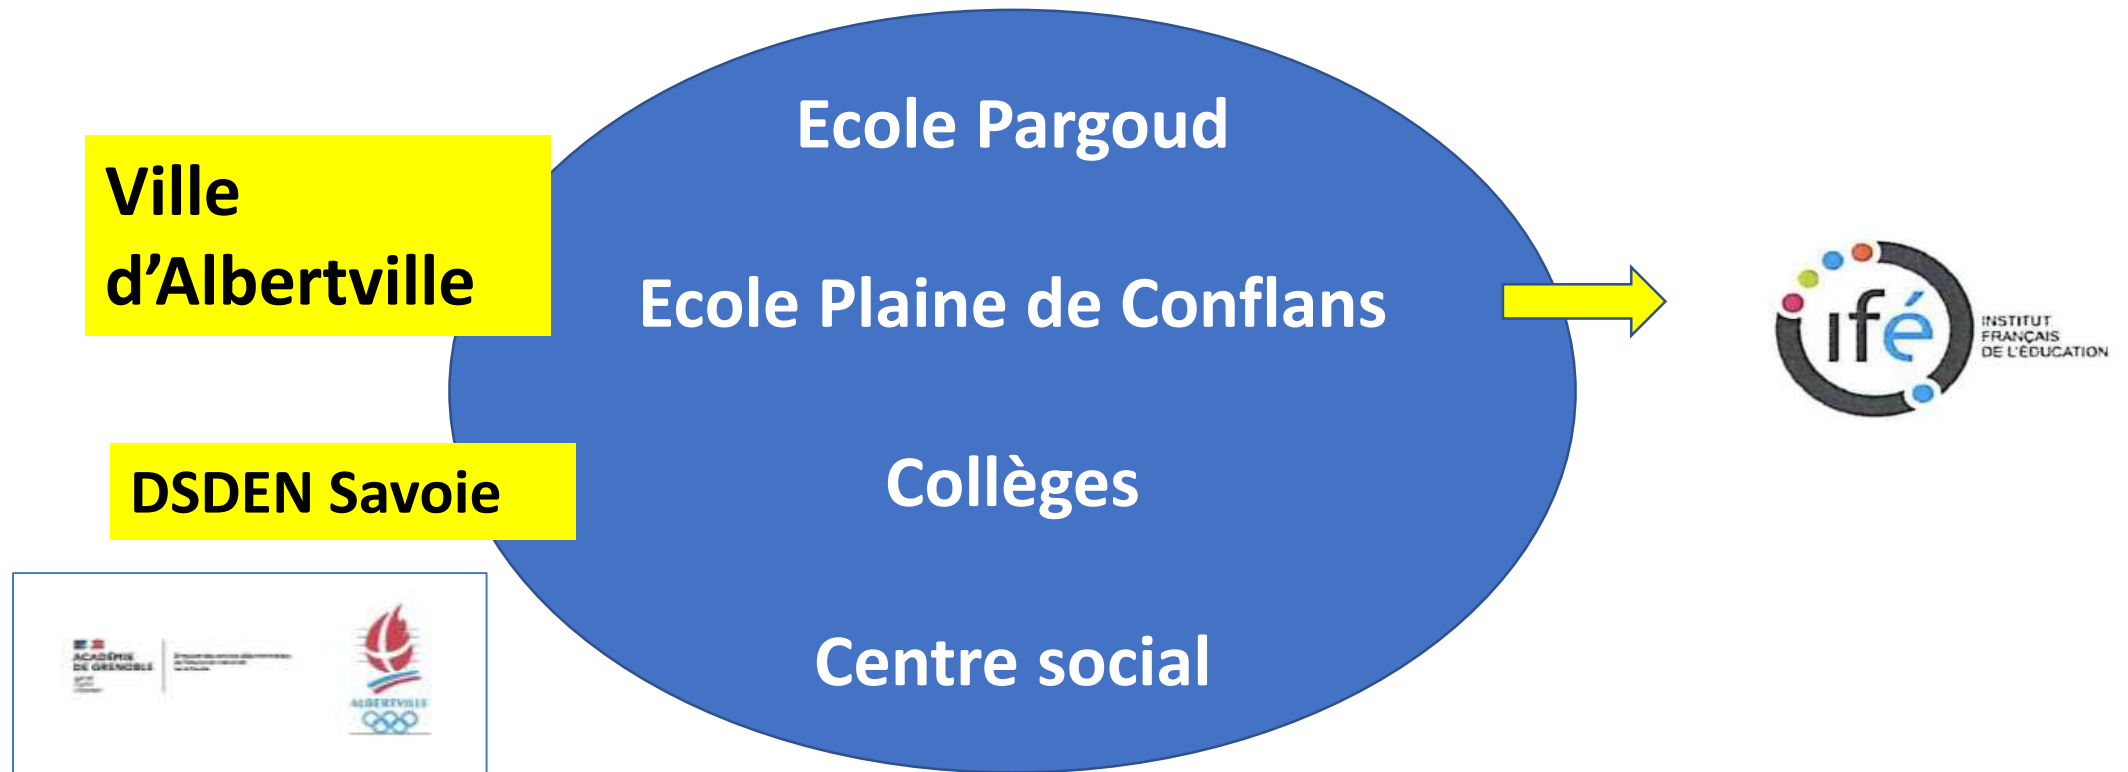 Ecole Pargoud
Ville
d’Albertville
Ecole Plaine de Conflans
ifé
INSTITUT
FRANÇAIS
DE L'ÉDUCATION
Collèges
DSDEN Savoie
Centre social
ACADÉMIE
DE GRENOBLE
ALBERTVILLE